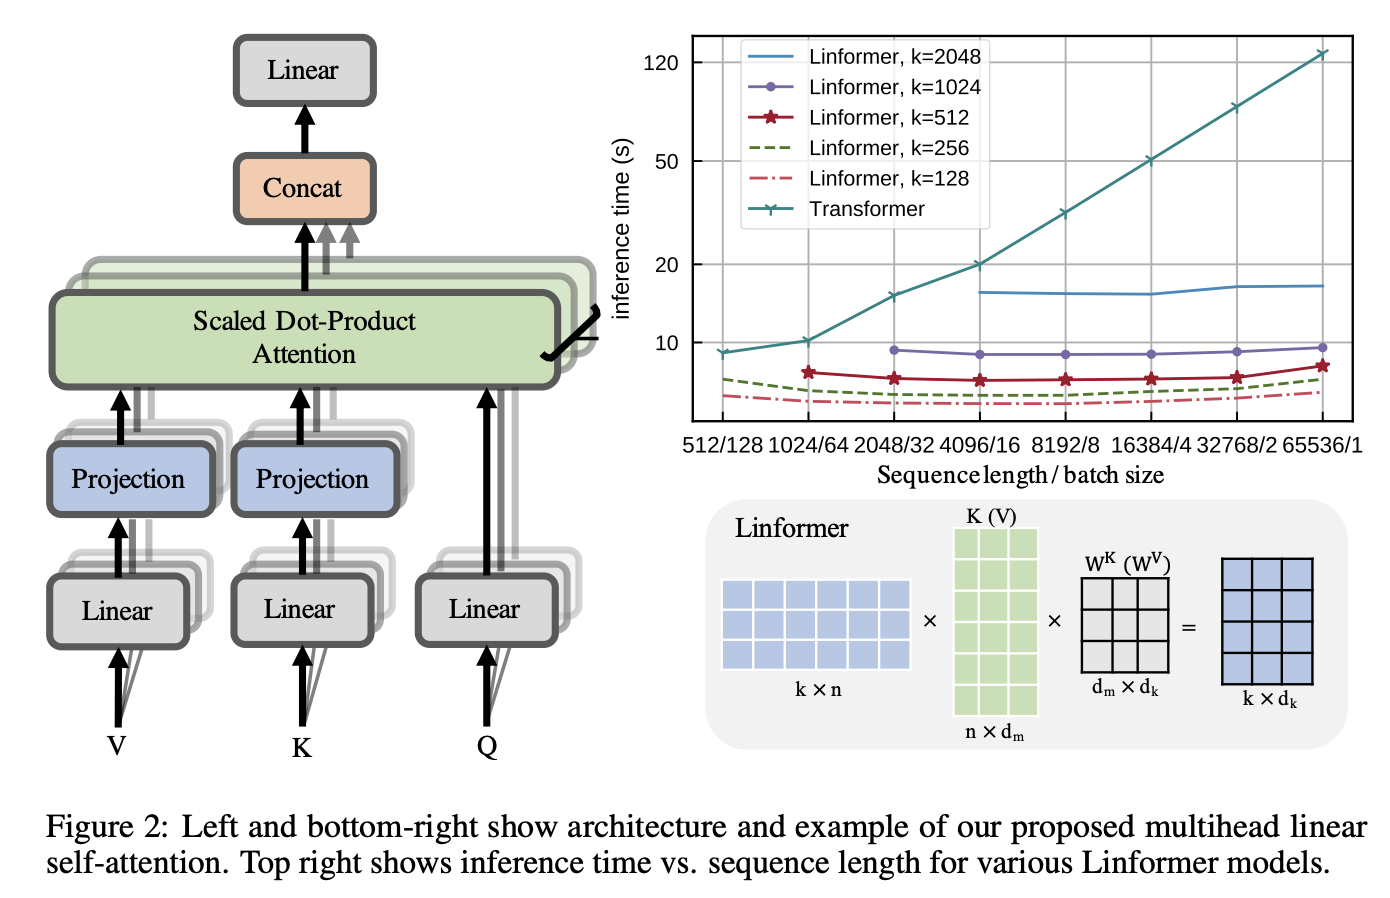 Linear
Concat
Scaled Dot-Product
Attention
Projection
Projection
Linear
Linear
Linear
V
K
Q
inference time (s)
120
50
20
10
Linformer, k=2048
Linformer, k=1024
Linformer, k=512
Linformer, k=256
Linformer, k=128
Transformer
512/128 1024/64 2048/32 4096/16 8192/8 16384/4 32768/2 65536/1
Sequence length / batch size
Linformer
K (V)
W^K (W^V)
×
×
=
k × n
n × d_m
d_m × d_k
k × d_k
Figure 2: Left and bottom-right show architecture and example of our proposed multihead linear
self-attention. Top right shows inference time vs. sequence length for various Linformer models.